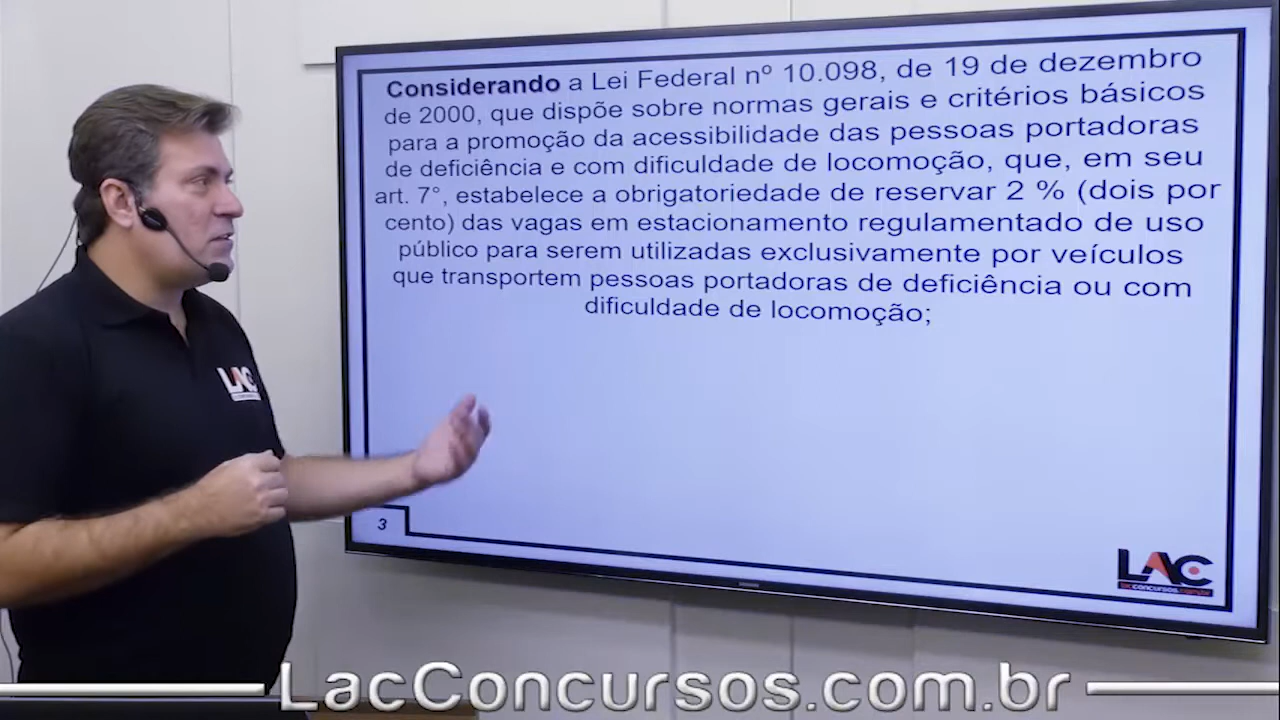 Considerando a Lei Federal nº 10.098, de 19 de dezembro
de 2000, que dispõe sobre normas gerais e critérios básicos
para a promoção da acessibilidade das pessoas portadoras
de deficiência e com dificuldade de locomoção, que, em seu
art. 7°, estabelece a obrigatoriedade de reservar 2 % (dois por
cento) das vagas em estacionamento regulamentado de uso
público para serem utilizadas exclusivamente por veículos
que transportem pessoas portadoras de deficiência ou com
dificuldade de locomoção;
LAC
3
LAC
lacconcursos.com.br
LacConcursos.com.br